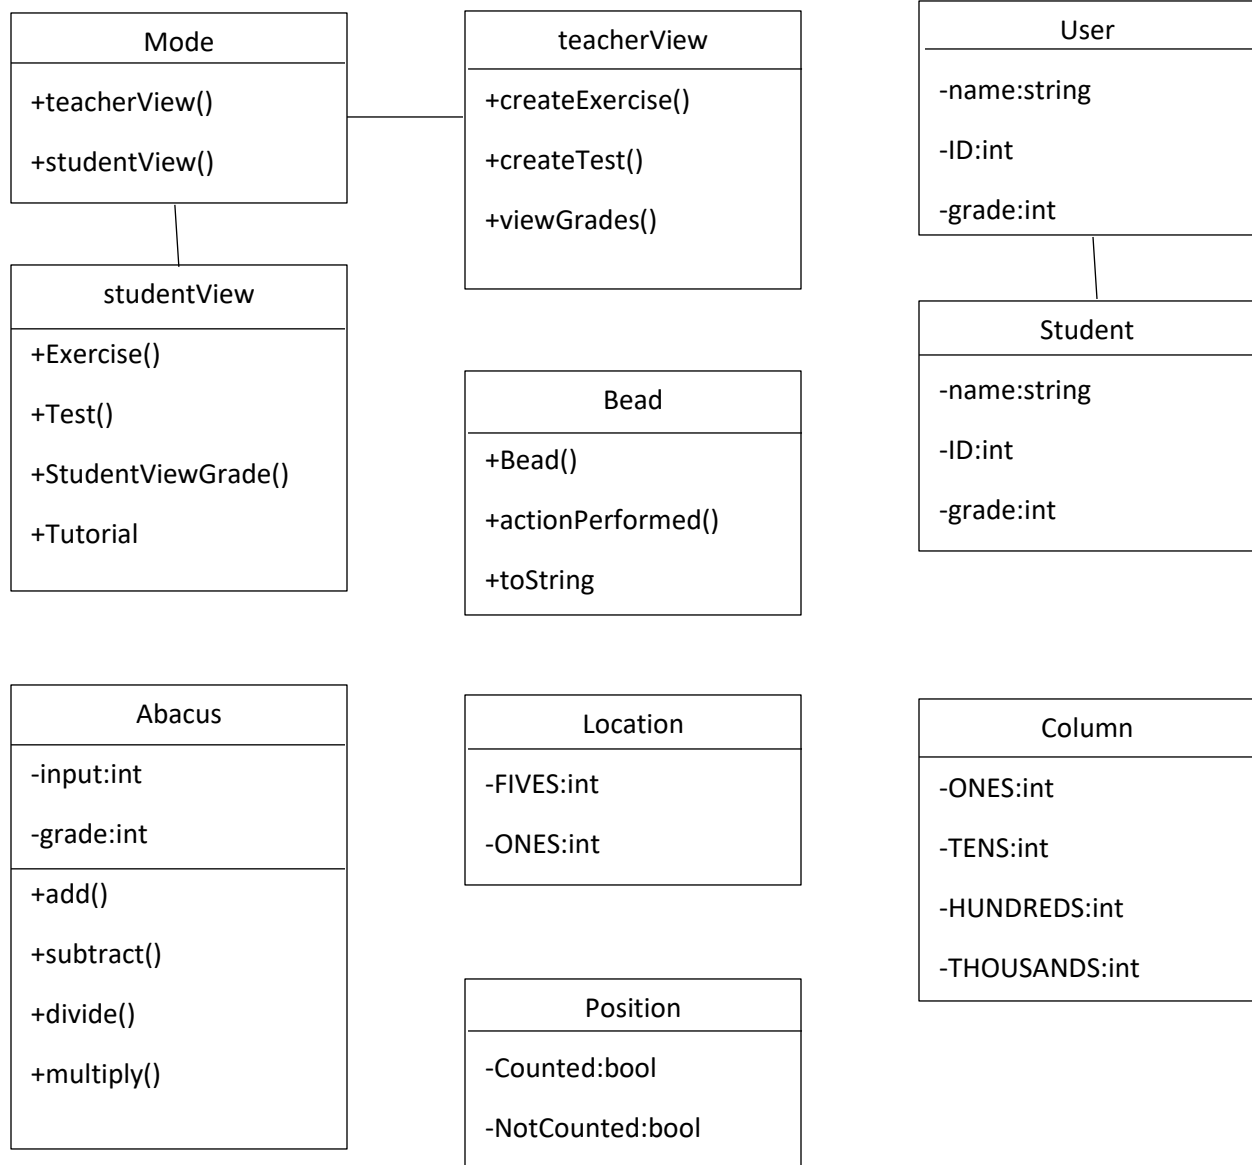 Mode
+teacherView()
+studentView()
teacherView
+createExercise()
+createTest()
+viewGrades()
User
-name:string
-ID:int
-grade:int
studentView
+Exercise()
+Test()
+StudentViewGrade()
+Tutorial
Bead
+Bead()
+actionPerformed()
+toString
Student
-name:string
-ID:int
-grade:int
Abacus
-input:int
-grade:int
+add()
+subtract()
+divide()
+multiply()
Location
-FIVES:int
-ONES:int
Column
-ONES:int
-TENS:int
-HUNDREDS:int
-THOUSANDS:int
Position
-Counted:bool
-NotCounted:bool